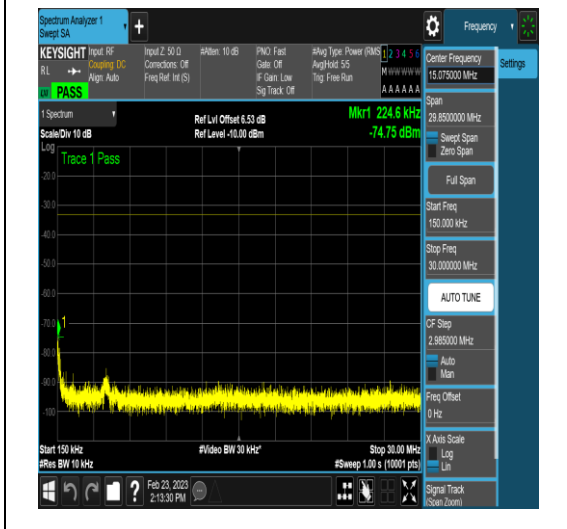 Spectrum Analyzer 1
Swept SA
Frequency
KEYSIGHT
RL
PASS
Input: RF
Coupling: DC
Align: Auto
Input Z: 50 Ω
Corrections: Off
Freq Ref: Int (S)
#Atten: 10 dB
PNO: Fast
Gate: Off
IF Gain: Low
Sig Track: Off
#Avg Type: Power (RMS
Avg|Hold: 5/5
Trig: Free Run
1 2 3 4 5 6
M W W W W W
A A A A A A
Settings
Center Frequency
15.075000 MHz
Span
29.8500000 MHz
Swept Span
Zero Span
Full Span
Start Freq
150.000 kHz
Stop Freq
30.000000 MHz
AUTO TUNE
CF Step
2.985000 MHz
Auto
Man
Freq Offset
0 Hz
X Axis Scale
Log
Lin
Signal Track
(Span Zoom)
1 Spectrum
Scale/Div 10 dB
Log
Ref Lvl Offset 6.53 dB
Ref Level -10.00 dBm
Mkr1 224.6 kHz
-74.75 dBm
Trace 1 Pass
-20.0
-30.0
-40.0
-50.0
-60.0
-70.0
-80.0
-90.0
-100
1
Start 150 kHz
#Res BW 10 kHz
#Video BW 30 kHz*
Stop 30.00 MHz
#Sweep 1.00 s (10001 pts)
?
Feb 23, 2023
2:13:30 PM